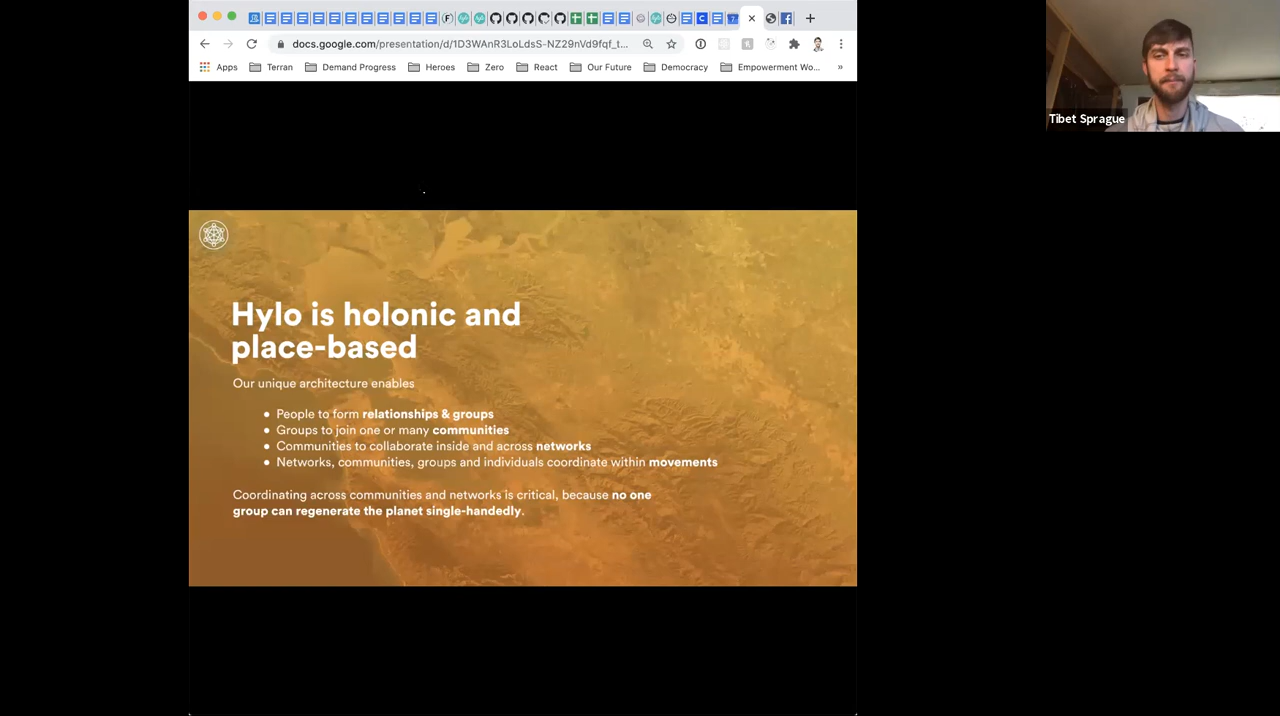 docs.google.com/presentation/d/1D3WAnR3LoLdsS-NZ29nVd9fqf_t...
Apps Terran Demand Progress Heroes Zero React Our Future Democracy Empowerment Wo... »
Tibet Sprague
Hylo is holonic and
place-based
Our unique architecture enables
● People to form relationships & groups
● Groups to join one or many communities
● Communities to collaborate inside and across networks
● Networks, communities, groups and individuals coordinate within movements
Coordinating across communities and networks is critical, because no one
group can regenerate the planet single-handedly.